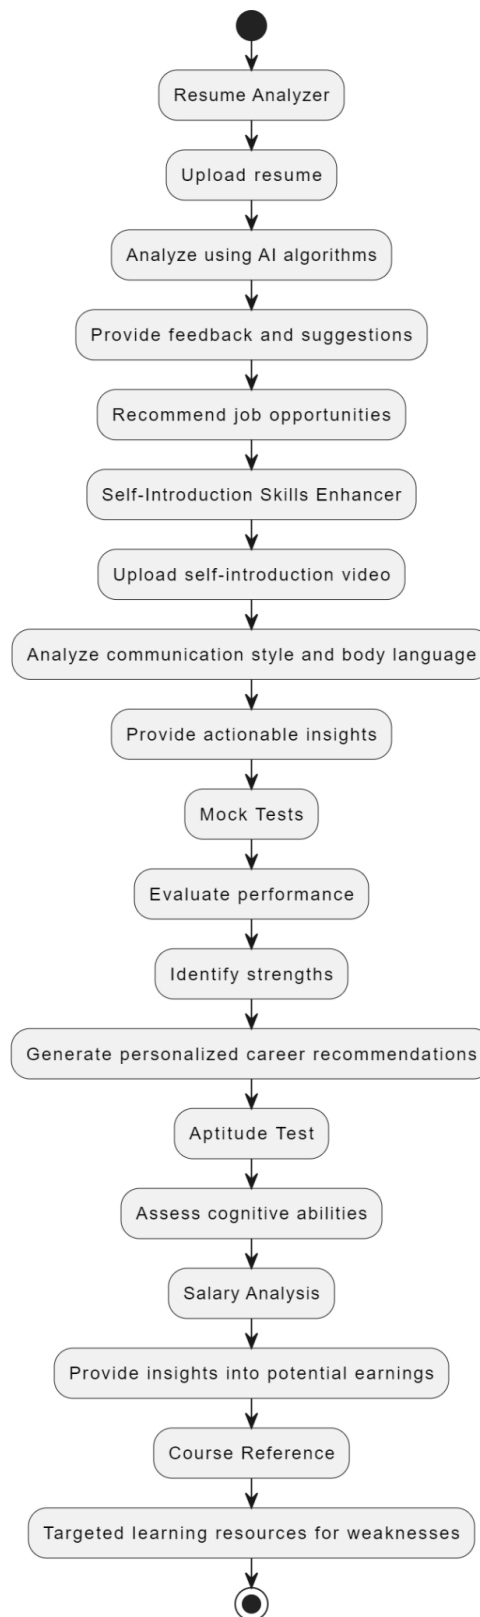 Resume Analyzer
Upload resume
Analyze using AI algorithms
Provide feedback and suggestions
Recommend job opportunities
Self-Introduction Skills Enhancer
Upload self-introduction video
Analyze communication style and body language
Provide actionable insights
Mock Tests
Evaluate performance
Identify strengths
Generate personalized career recommendations
Aptitude Test
Assess cognitive abilities
Salary Analysis
Provide insights into potential earnings
Course Reference
Targeted learning resources for weaknesses